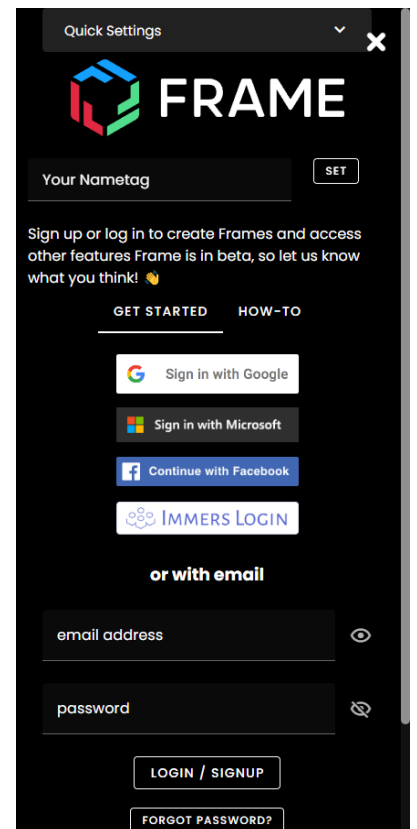 Quick Settings
FRAME
Your Nametag
SET
Sign up or log in to create Frames and access
other features Frame is in beta, so let us know
what you think! 👋
GET STARTED
HOW-TO
Sign in with Google
Sign in with Microsoft
Continue with Facebook
IMMERS LOGIN
or with email
email address
password
LOGIN / SIGNUP
FORGOT PASSWORD?